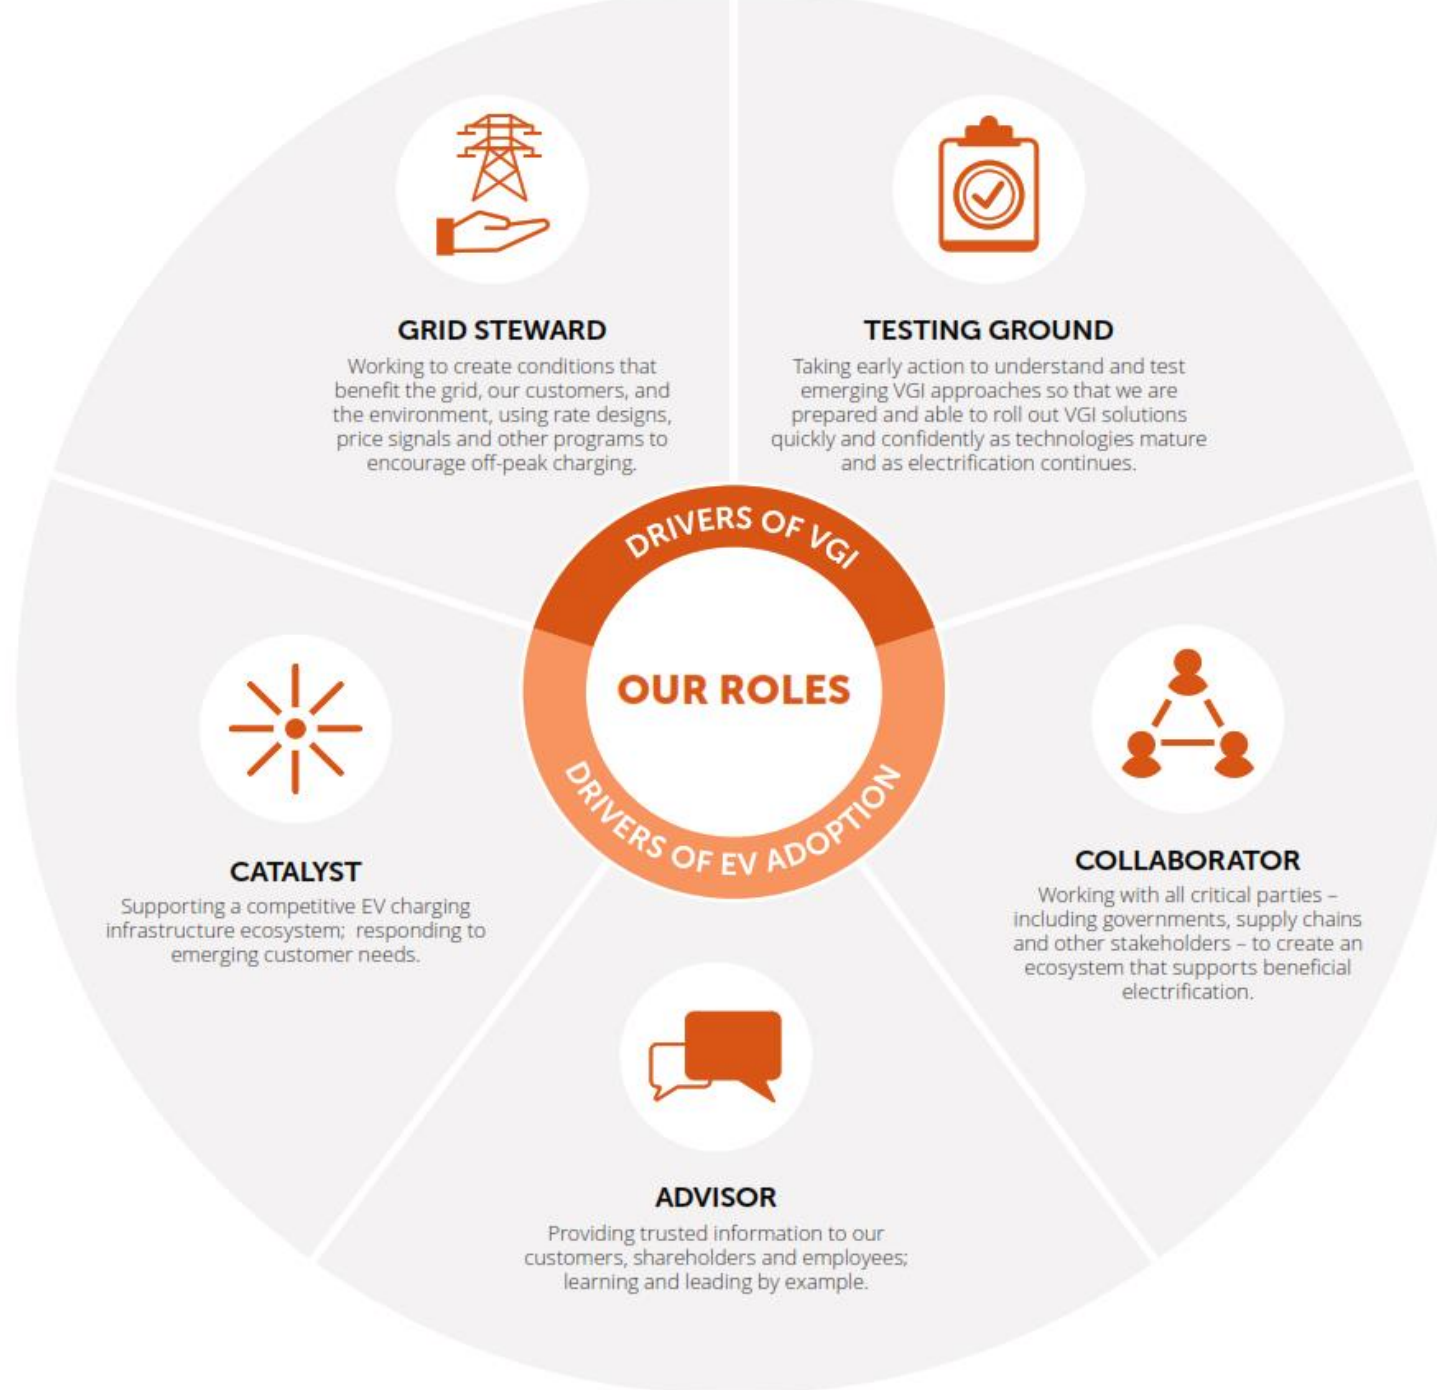 GRID STEWARD
Working to create conditions that
benefit the grid, our customers, and
the environment, using rate designs,
price signals and other programs to
encourage off-peak charging.
TESTING GROUND
Taking early action to understand and test
emerging VGI approaches so that we are
prepared and able to roll out VGI solutions
quickly and confidently as technologies mature
and as electrification continues.
DRIVERS OF VGI
OUR ROLES
DRIVERS OF EV ADOPTION
CATALYST
Supporting a competitive EV charging
infrastructure ecosystem; responding to
emerging customer needs.
COLLABORATOR
Working with all critical parties –
including governments, supply chains
and other stakeholders – to create an
ecosystem that supports beneficial
electrification.
ADVISOR
Providing trusted information to our
customers, shareholders and employees;
learning and leading by example.